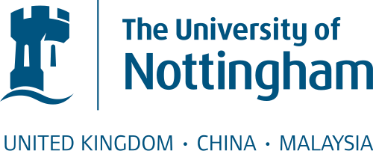 The University of
Nottingham
UNITED KINGDOM · CHINA · MALAYSIA